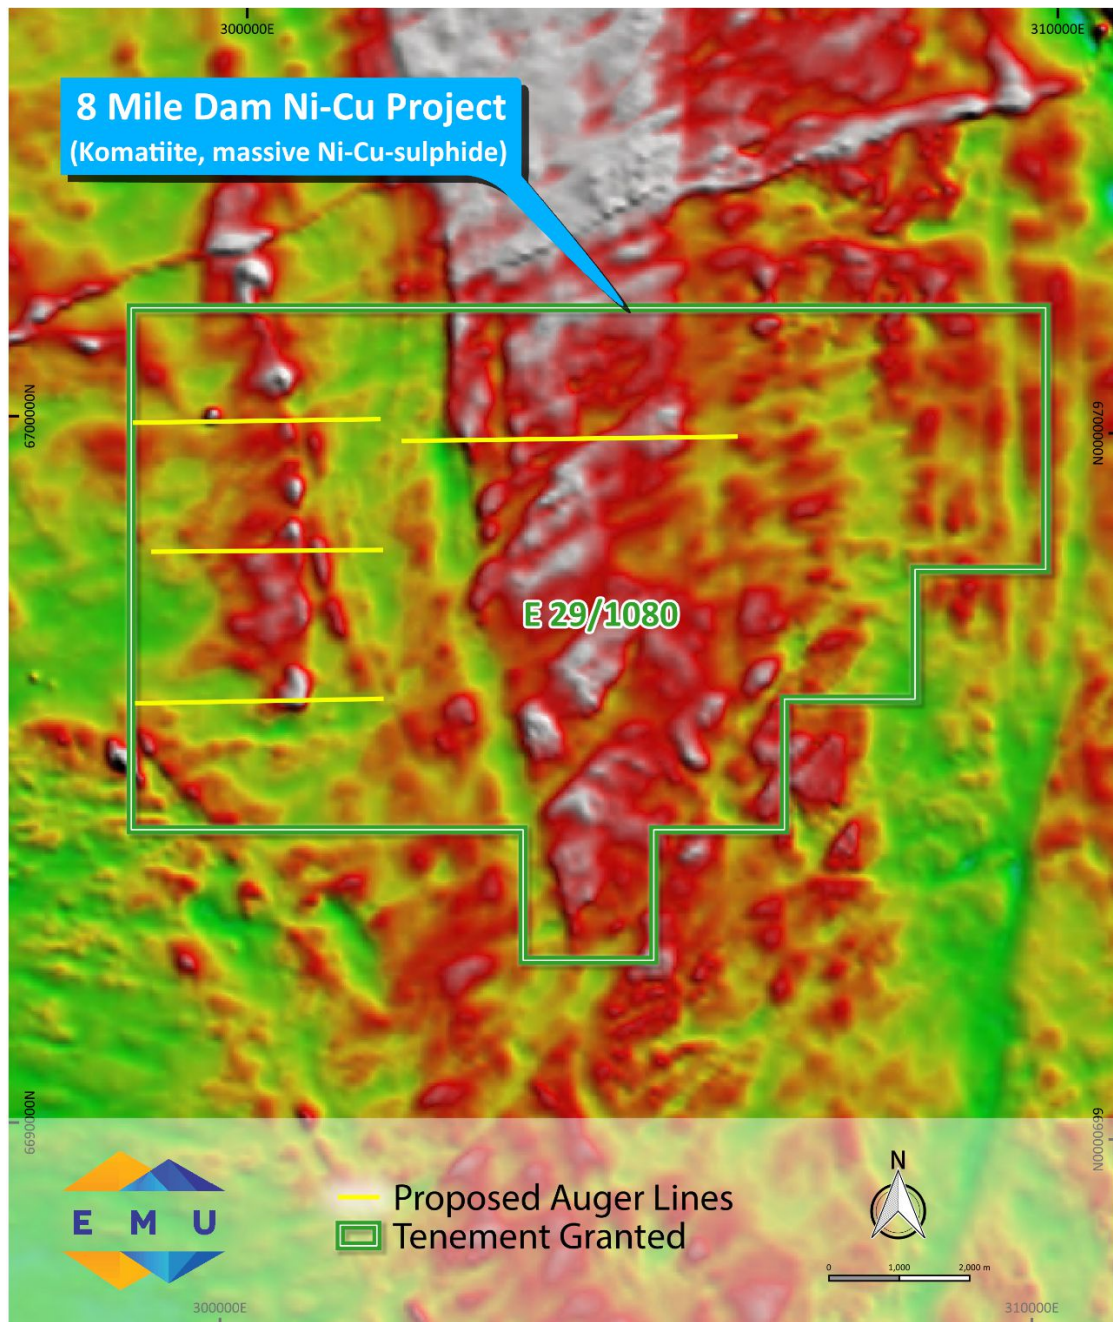 300000E
310000E
8 Mile Dam Ni-Cu Project
(Komatiite, massive Ni-Cu-sulphide)
6700000N
6700000N
E 29/1080
6690000N
6690000N
EMU
Proposed Auger Lines
Tenement Granted
N
0 1,000 2,000 m
300000E
310000E